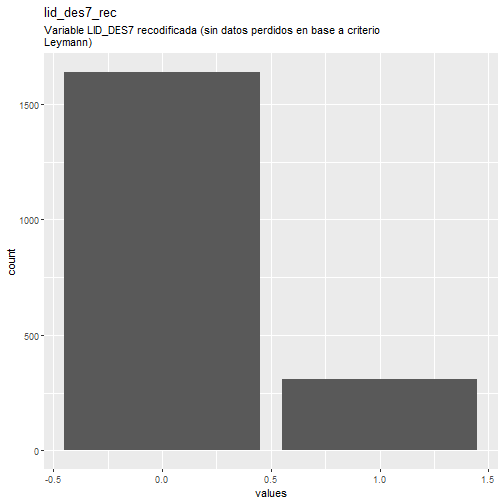 lid_des7_rec
Variable LID_DES7 recodificada (sin datos perdidos en base a criterio
Leymann)
1500
1000
500
0
count
-0.5
0.0
0.5
1.0
1.5
values